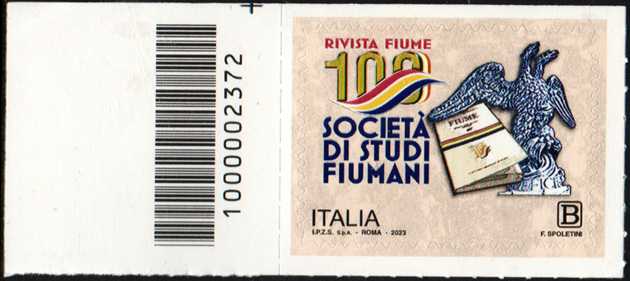 1000002372
RIVISTA FIUME
100
SOCIETÀ
DI STUDI
FIUMANI
FIUME
ITALIA
I.P.Z.S. S.p.A. - ROMA - 2023
B
F. SPOLETINI